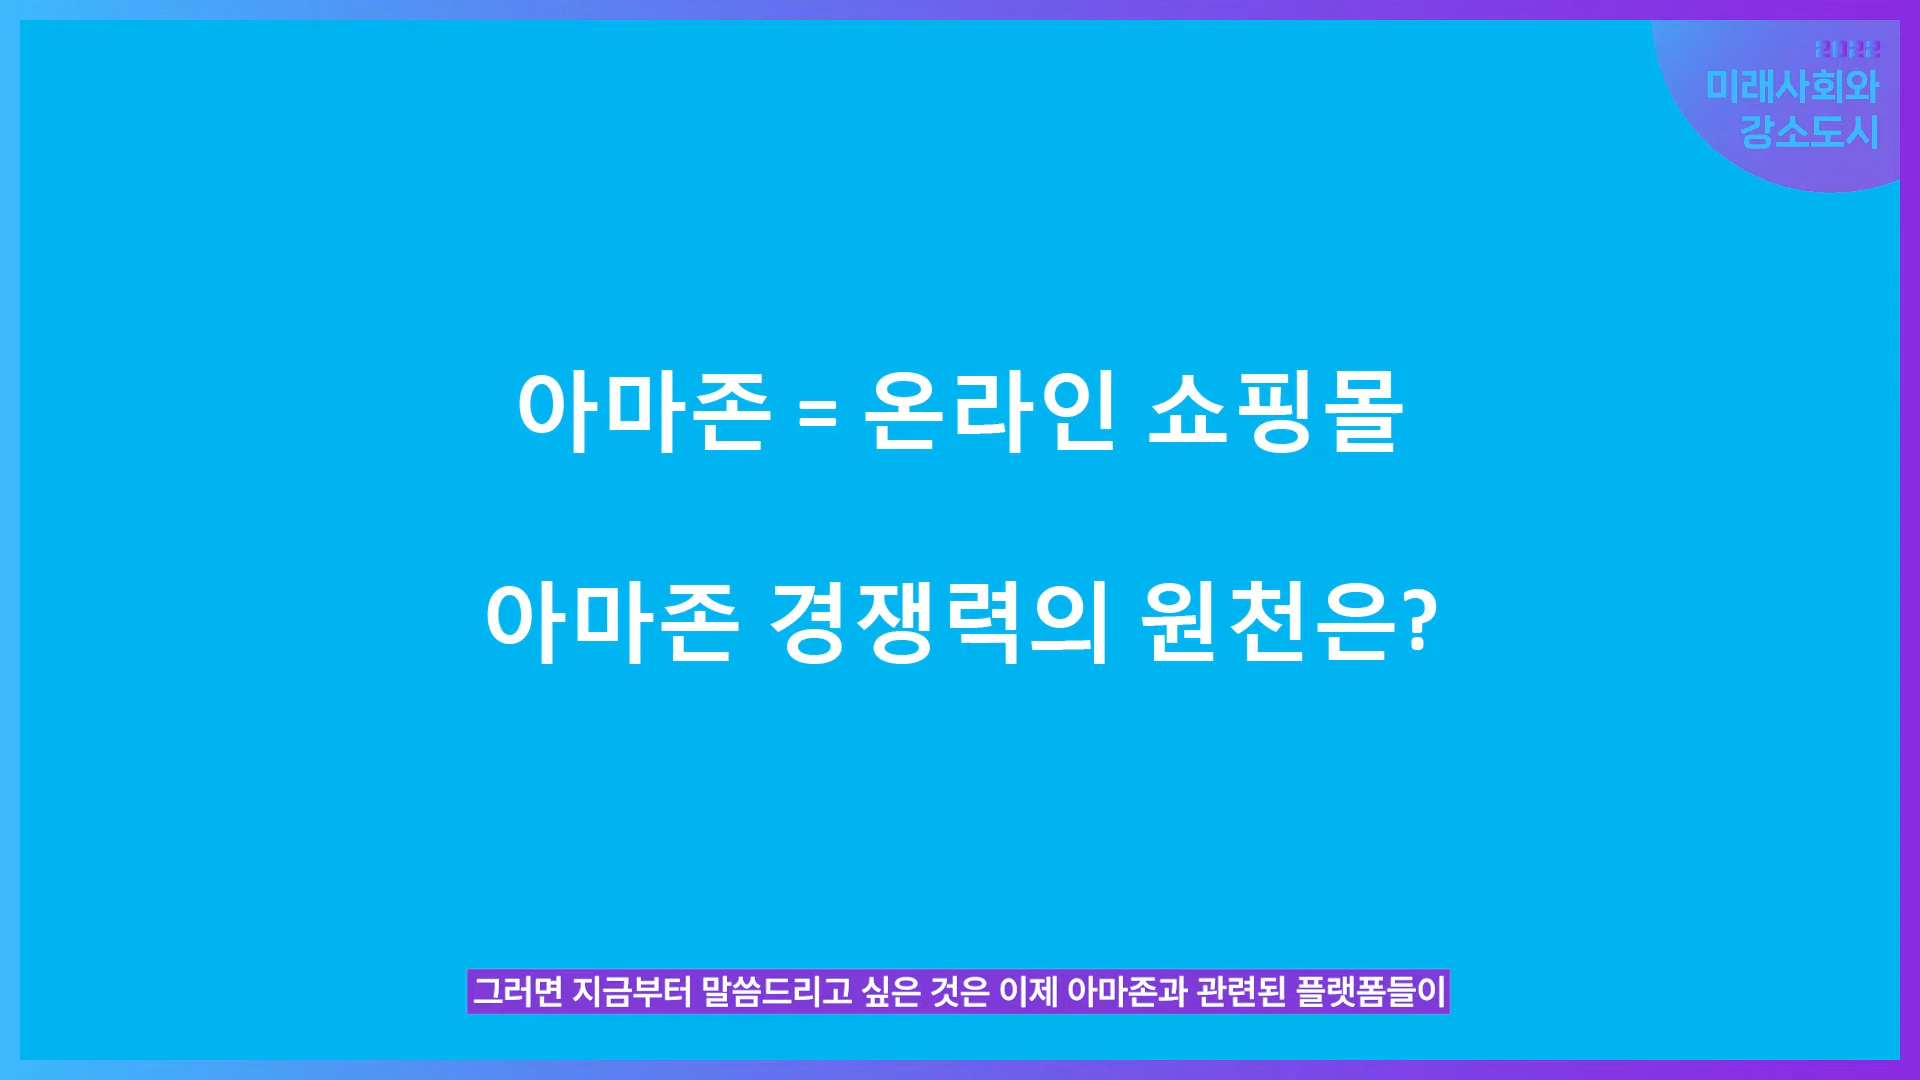 2022
미래사회와
강소도시
아마존 = 온라인 쇼핑몰
아마존 경쟁력의 원천은?
그러면 지금부터 말씀드리고 싶은 것은 이제 아마존과 관련된 플랫폼들이